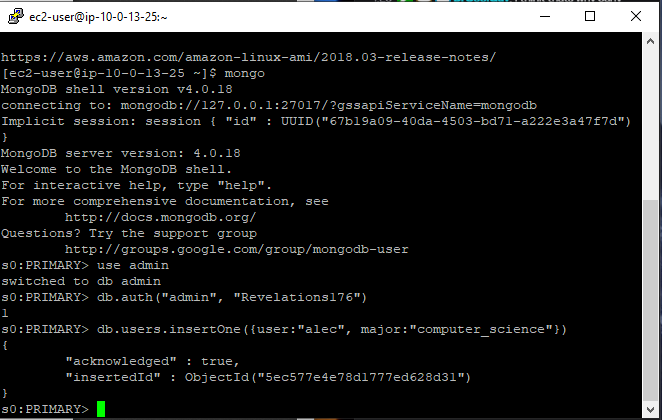 ec2-user@ip-10-0-13-25:~
https://aws.amazon.com/amazon-linux-ami/2018.03-release-notes/
[ec2-user@ip-10-0-13-25 ~]$ mongo
MongoDB shell version v4.0.18
connecting to: mongodb://127.0.0.1:27017/?gssapiServiceName=mongodb
Implicit session: session { "id" : UUID("67b19a09-40da-4503-bd71-a222e3a47f7d")
}
MongoDB server version: 4.0.18
Welcome to the MongoDB shell.
For interactive help, type "help".
For more comprehensive documentation, see
        http://docs.mongodb.org/
Questions? Try the support group
        http://groups.google.com/group/mongodb-user
s0:PRIMARY> use admin
switched to db admin
s0:PRIMARY> db.auth("admin", "Revelations176")
1
s0:PRIMARY> db.users.insertOne({user:"alec", major:"computer_science"})
{
        "acknowledged" : true,
        "insertedId" : ObjectId("5ec577e4e78d1777ed628d31")
}
s0:PRIMARY>